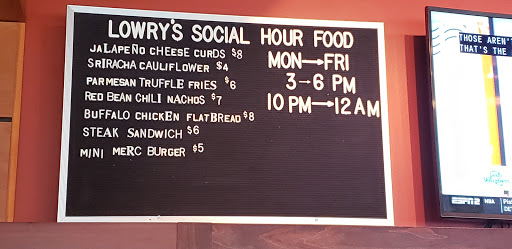 LOWRY'S SOCIAL HOUR FOOD
JALAPEÑO CHEESE CURDS $8
SRIRACHA CAULIFLOWER $4
PARMESAN TRUFFLE FRIES $6
RED BEAN CHILI NACHOS $7
BUFFALO CHICKEN FLATBREAD $8
STEAK SANDWICH $6
MINI MERC BURGER $5
MON→FRI
3→6 PM
10 PM→12AM
THOSE AREN'T
THAT'S THE
ESPN2 NBA